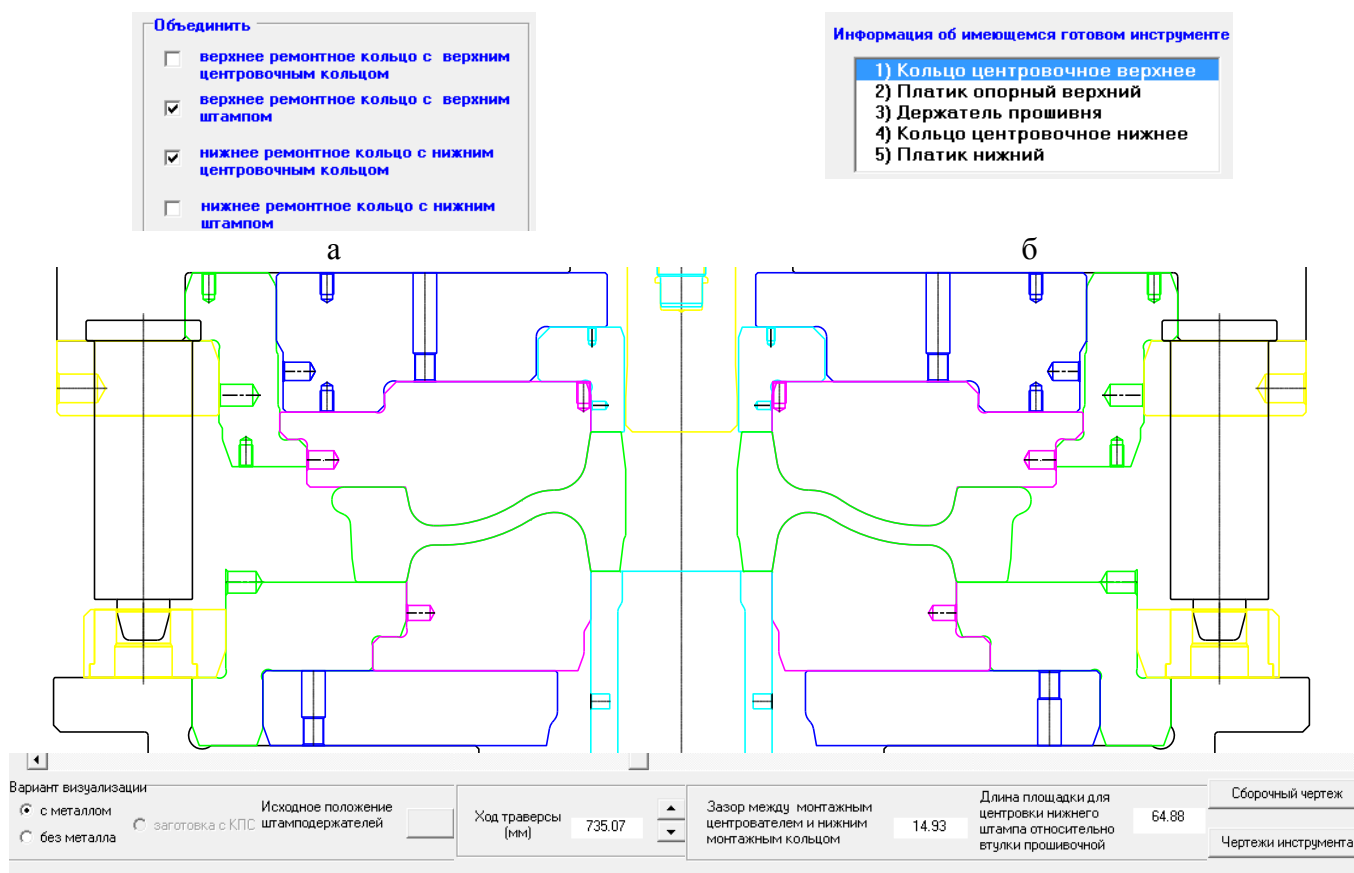 Объединить
верхнее ремонтное кольцо с верхним
центровочным кольцом
верхнее ремонтное кольцо с верхним
штампом
нижнее ремонтное кольцо с нижним
центровочным кольцом
нижнее ремонтное кольцо с нижним
штампом
а
Информация об имеющемся готовом инструменте
1) Кольцо центровочное верхнее
2) Платик опорный верхний
3) Держатель прошивня
4) Кольцо центровочное нижнее
5) Платик нижний
б
Вариант визуализации
с металлом
без металла
заготовка с КПС
Исходное положение
штамподержателей
Ход траверсы
(мм)
735.07
Зазор между монтажным
центрователем и нижним
монтажным кольцом
14.93
Длина площадки для
центровки нижнего
штампа относительно
втулки прошивочной
64.88
Сборочный чертеж
Чертежи инструмента